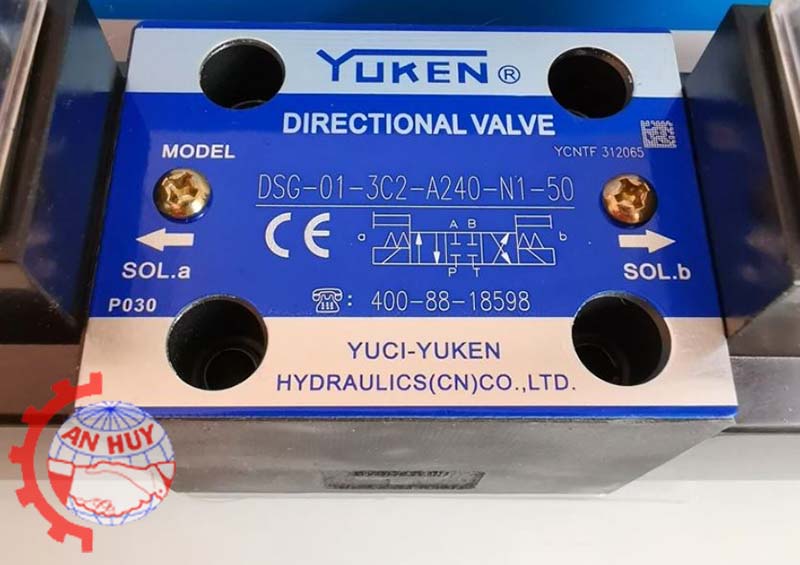 YUKEN®
DIRECTIONAL VALVE
YCNTF 312065
MODEL
DSG-01-3C2-A240-N1-50
CE
A B
a b
P T
SOL.a
SOL.b
P030
☎: 400-88-18598
YUCI-YUKEN
HYDRAULICS(CN)CO.,LTD.
AN HUY